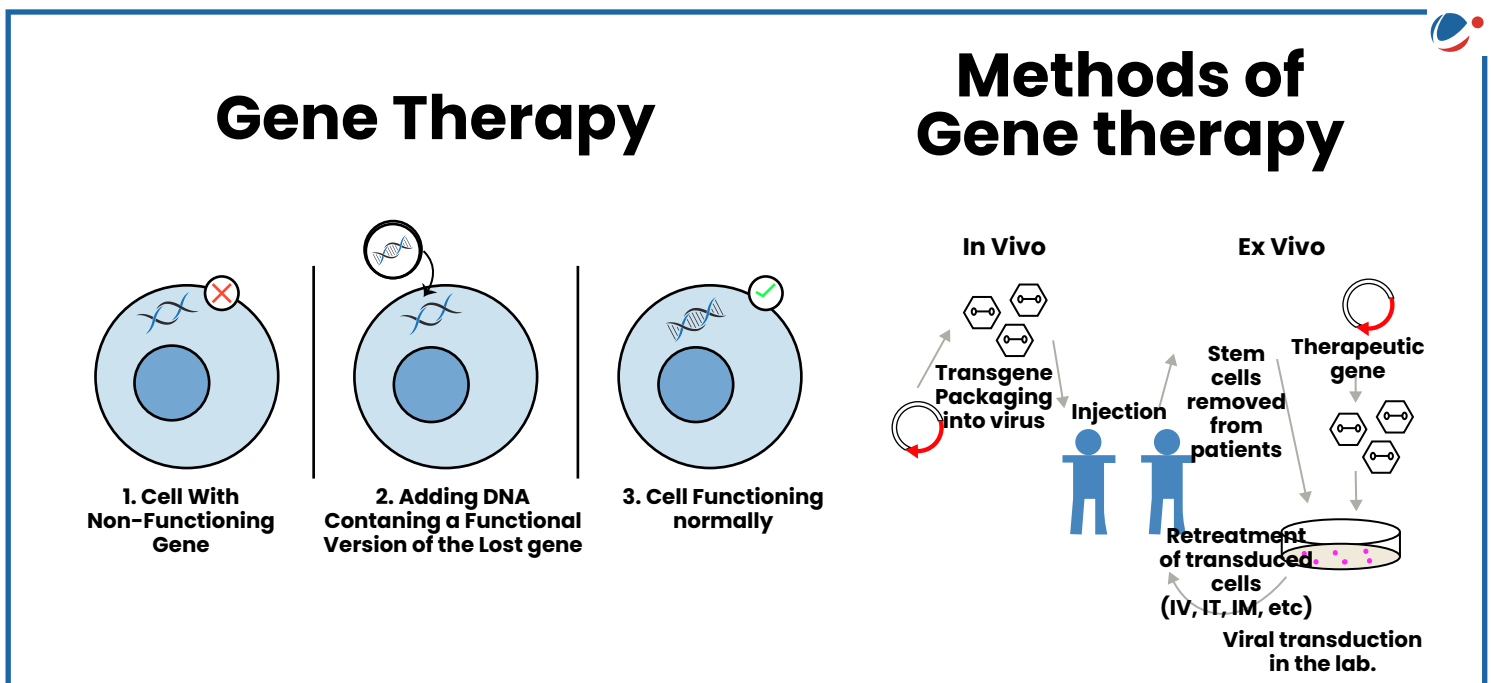 Gene Therapy
1. Cell With
Non-Functioning
Gene
2. Adding DNA
Contaning a Functional
Version of the Lost gene
3. Cell Functioning
normally
Methods of
Gene therapy
In Vivo
Transgene
Packaging
into virus
Injection
Ex Vivo
Stem
cells
removed
from
patients
Therapeutic
gene
Retreatment
of transduced
cells
(IV, IT, IM, etc)
Viral transduction
in the lab.